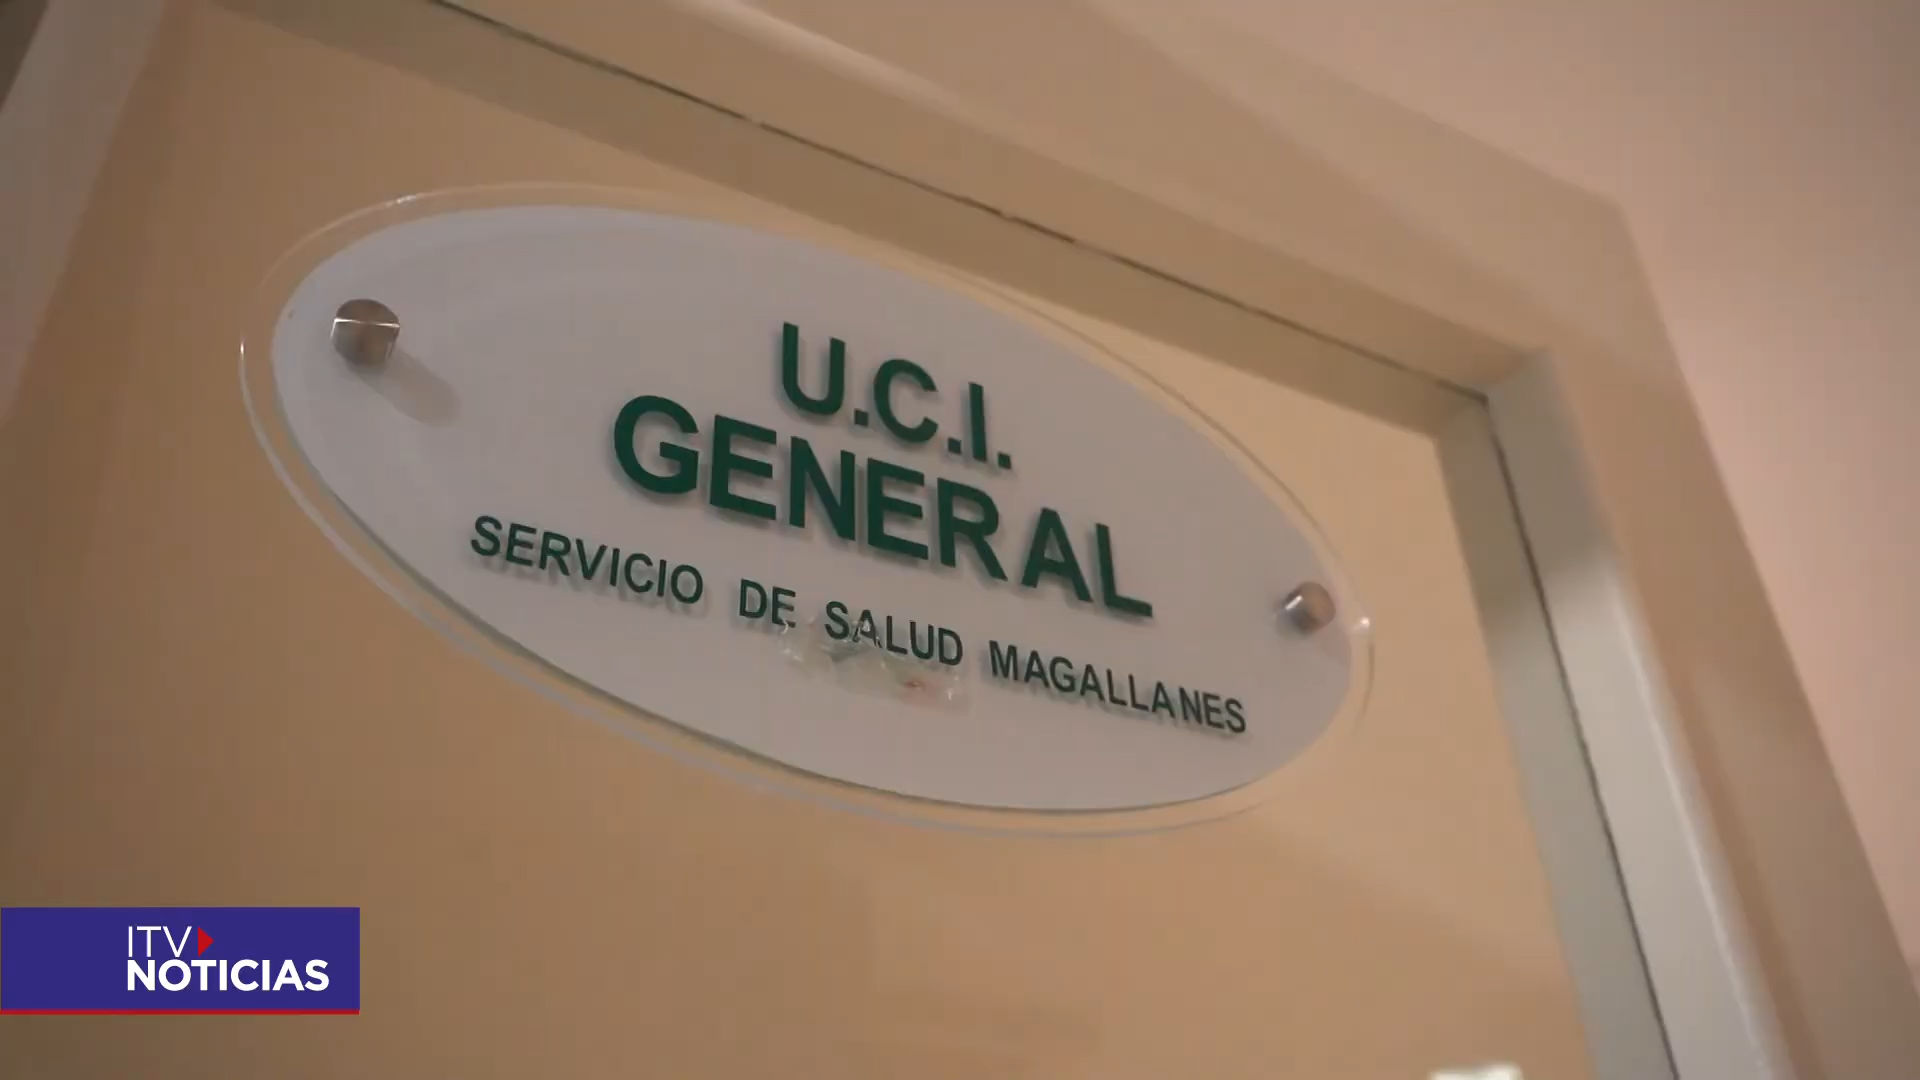 U.C.I.
GENERAL
SERVICIO DE SALUD MAGALLANES
ITV
NOTICIAS